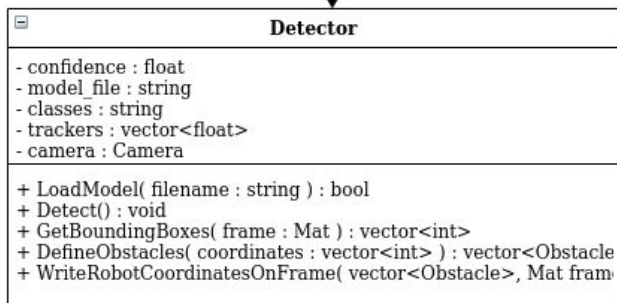 Detector
- confidence : float
- model_file : string
- classes : string
- trackers : vector<float>
- camera : Camera
+ LoadModel( filename : string ) : bool
+ Detect() : void
+ GetBoundingBoxes( frame : Mat ) : vector<int>
+ DefineObstacles( coordinates : vector<int> ) : vector<Obstacle
+ WriteRobotCoordinatesOnFrame( vector<Obstacle>, Mat fram